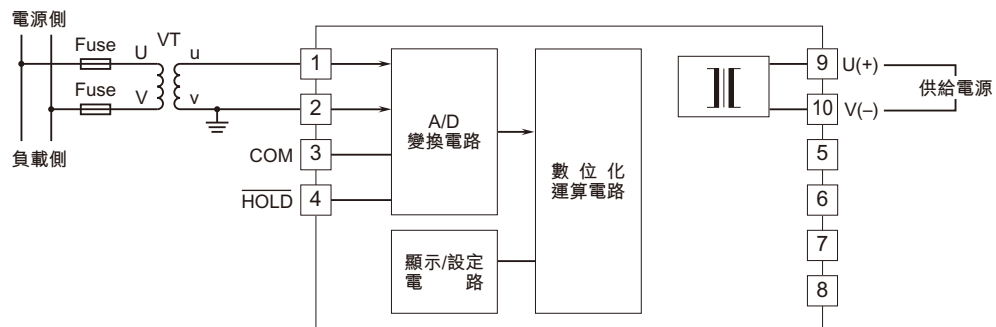 電源側
Fuse
U
VT
u
Fuse
V
v
負載側
1
2
COM
3
HOLD
4
A/D
變換電路
顯示/設定
電 路
數 位 化
運算電路
9
U(+)
供給電源
10
V(–)
5
6
7
8